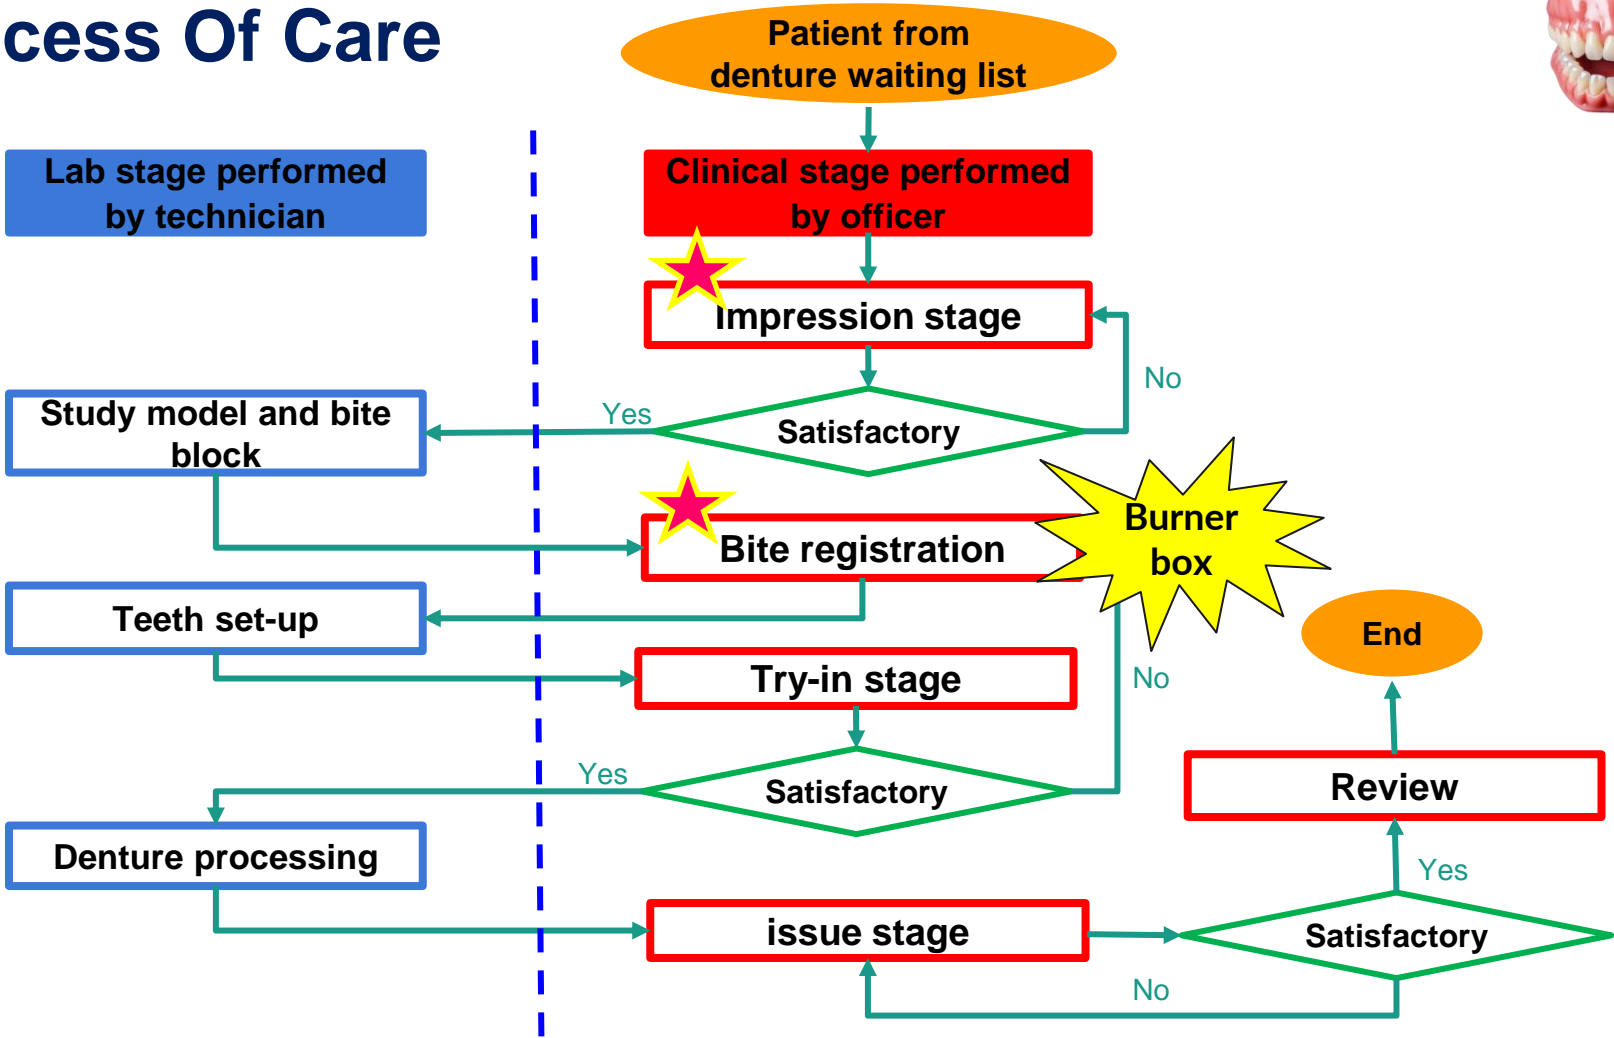 cess Of Care
Patient from
denture waiting list
Lab stage performed
by technician
Clinical stage performed
by officer
Impression stage
No
Yes
Satisfactory
Study model and bite
block
Burner
box
Bite registration
Teeth set-up
End
Try-in stage
No
Yes
Satisfactory
Review
Denture processing
Yes
issue stage
Satisfactory
No